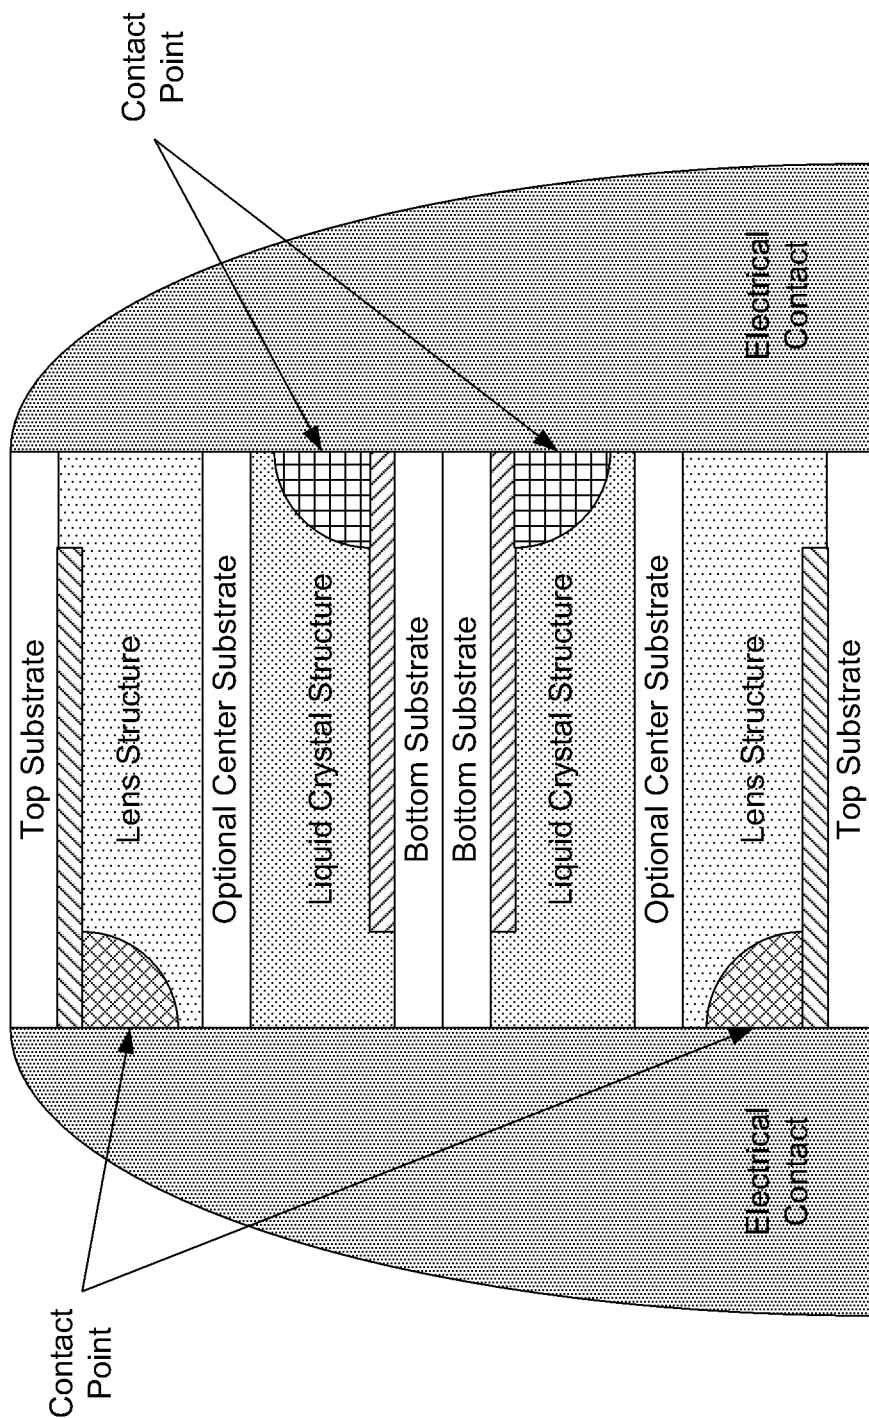 Contact
Point
Electrical
Contact
Top Substrate
Lens Structure
Optional Center Substrate
Liquid Crystal Structure
Bottom Substrate
Bottom Substrate
Liquid Crystal Structure
Optional Center Substrate
Lens Structure
Top Substrate
Electrical
Contact
Contact
Point